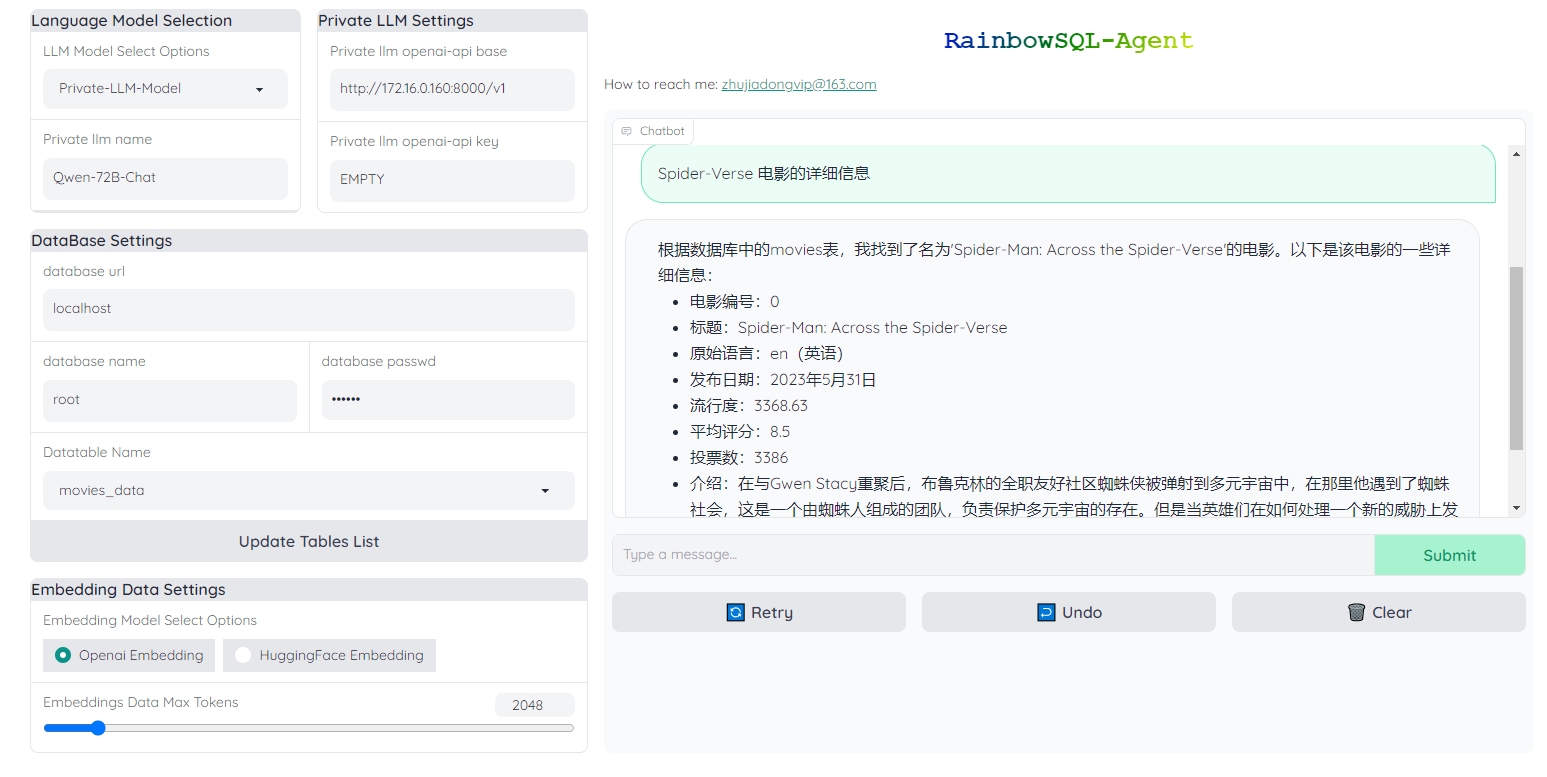 Language Model Selection
LLM Model Select Options
Private-LLM-Model
Private llm name
Qwen-72B-Chat
Private LLM Settings
Private llm openai-api base
http://172.16.0.160:8000/v1
Private llm openai-api key
EMPTY
DataBase Settings
database url
localhost
database name
root
database passwd
••••••
Datatable Name
movies_data
Update Tables List
Embedding Data Settings
Embedding Model Select Options
Openai Embedding
HuggingFace Embedding
Embeddings Data Max Tokens
2048
RainbowSQL-Agent
How to reach me: zhujiadongvip@163.com
Chatbot
Spider-Verse 电影的详细信息
根据数据库中的movies表，我找到了名为'Spider-Man: Across the Spider-Verse'的电影。以下是该电影的一些详
细信息：
• 电影编号：0
• 标题：Spider-Man: Across the Spider-Verse
• 原始语言：en（英语）
• 发布日期：2023年5月31日
• 流行度：3368.63
• 平均评分：8.5
• 投票数：3386
• 介绍：在与Gwen Stacy重聚后，布鲁克林的全职友好社区蜘蛛侠被弹射到多元宇宙中，在那里他遇到了蜘蛛
社会，这是一个由蜘蛛人组成的团队，负责保护多元宇宙的存在。但是当英雄们在如何处理一个新的威胁上发
Type a message...
Submit
Retry
Undo
Clear